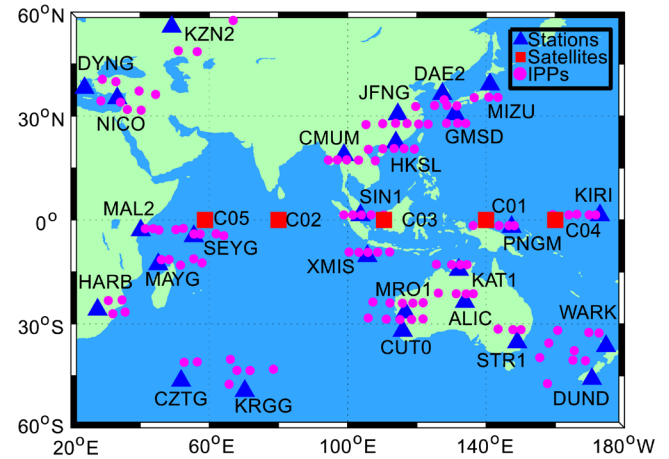 60°N
KZN2
Stations
Satellites
IPPs
DYNG
DAE2
JFNG
MIZU
30°N
NICO
GMSD
CMUM
HKSL
SIN1
KIRI
MAL2
C05
C02
C03
C01
C04
0°
SEYG
PNGM
XMIS
MAYG
KAT1
HARB
MRO1
ALIC
WARK
30°S
CUT0
STR1
CZTG
KRGG
DUND
60°S
20°E
60°E
100°E
140°E
180°W